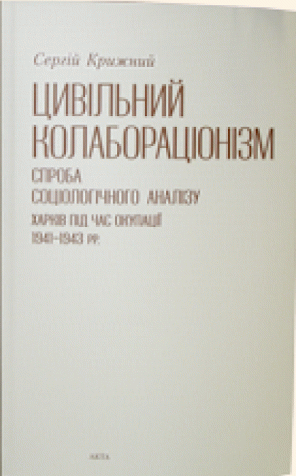 Сергій Крижний
ЦИВІЛЬНИЙ
КОЛАБОРАЦІОНІЗМ
СПРОБА
СОЦІОЛОГІЧНОГО АНАЛІЗУ
ХАРКІВ ПІД ЧАС ОКУПАЦІЇ
1941–1943 РР.
АКТА